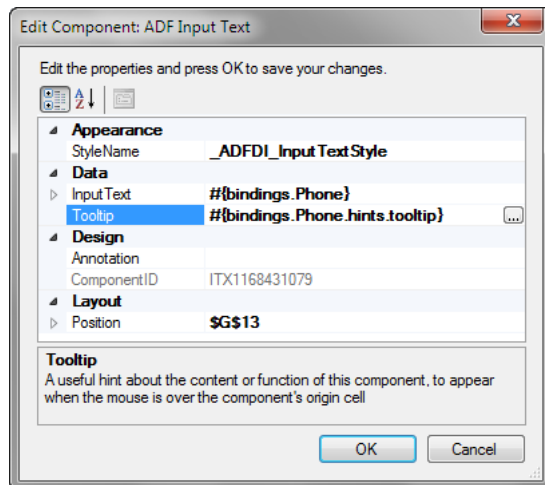 Edit Component: ADF Input Text
Edit the properties and press OK to save your changes.
Appearance
StyleName _ADFDI_InputTextStyle
Data
InputText #{bindings.Phone}
Tooltip #{bindings.Phone.hints.tooltip} ...
Design
Annotation
ComponentID ITX1168431079
Layout
Position $G$13
Tooltip
A useful hint about the content or function of this component, to appear
when the mouse is over the component's origin cell
OK Cancel